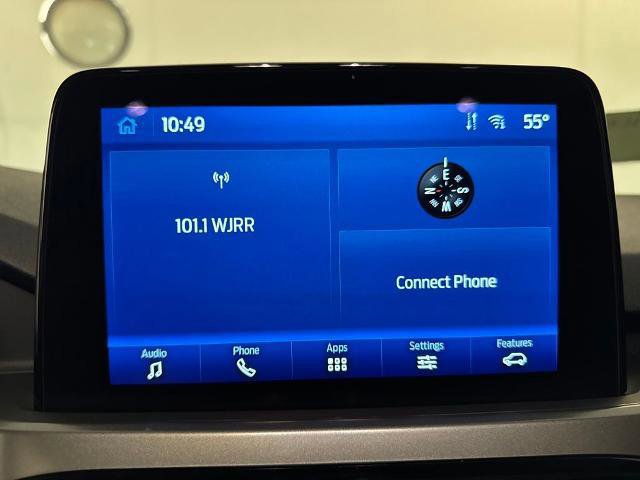 10:49
55°
101.1 WJRR
E
N
S
W
Connect Phone
Audio
Phone
Apps
Settings
Features